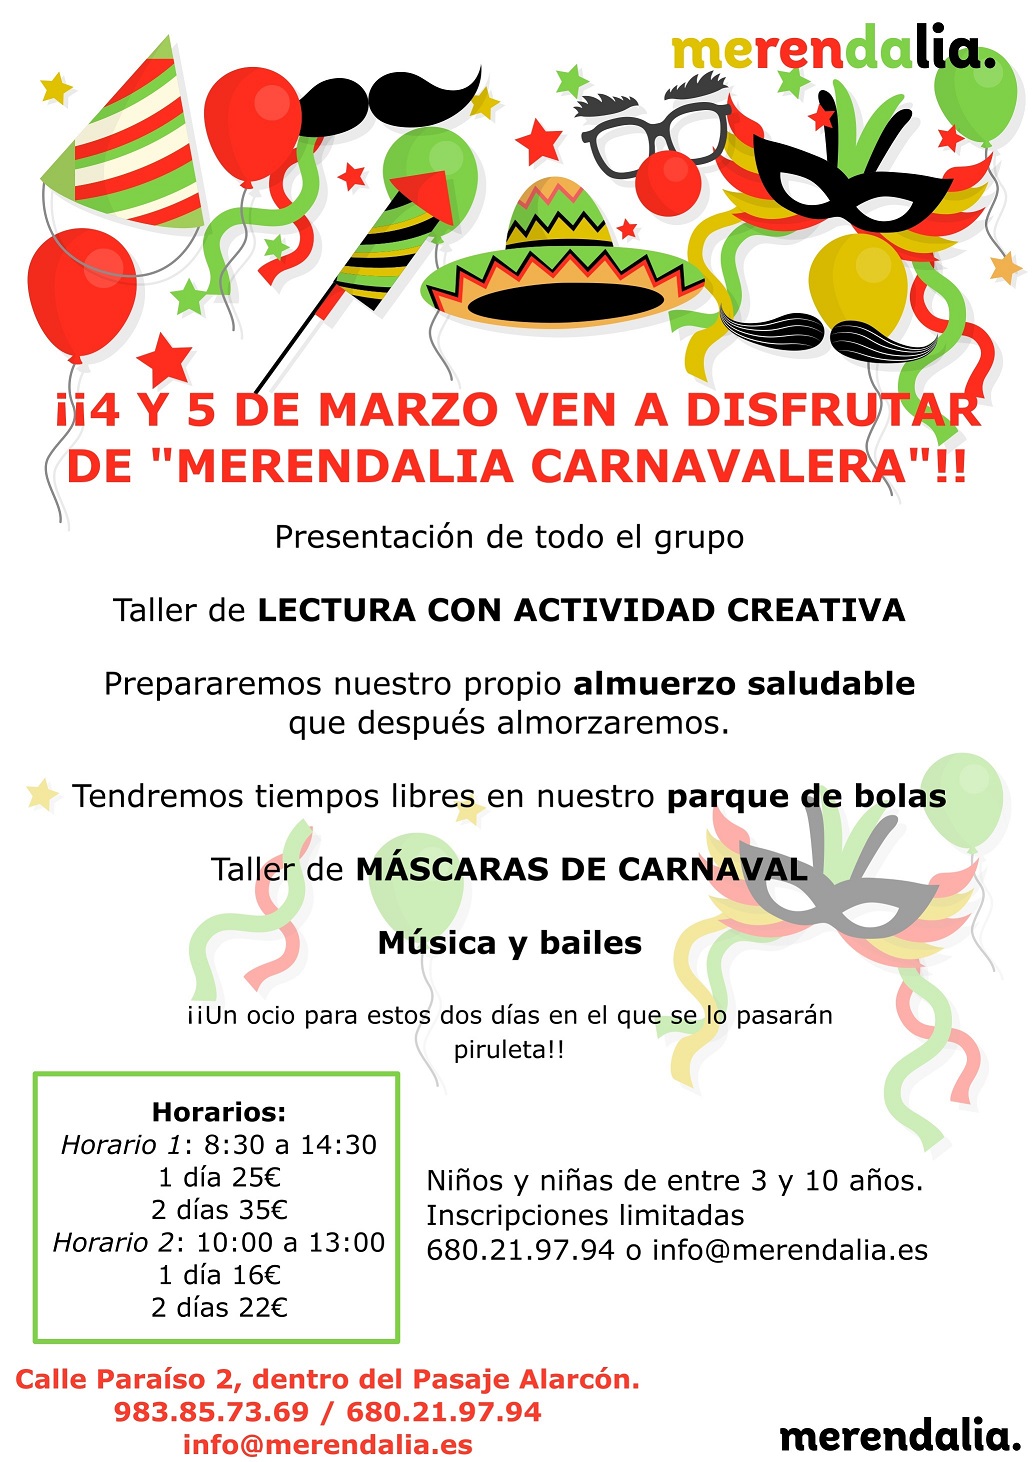 merendalia.
¡¡4 Y 5 DE MARZO VEN A DISFRUTAR
DE "MERENDALIA CARNAVALERA"!!
Presentación de todo el grupo
Taller de LECTURA CON ACTIVIDAD CREATIVA
Prepararemos nuestro propio almuerzo saludable
que después almorzaremos.
Tendremos tiempos libres en nuestro parque de bolas
Taller de MÁSCARAS DE CARNAVAL
Música y bailes
¡¡Un ocio para estos dos días en el que se lo pasarán
piruleta!!
Horarios:
Horario 1: 8:30 a 14:30
1 día 25€
2 días 35€
Horario 2: 10:00 a 13:00
1 día 16€
2 días 22€
Niños y niñas de entre 3 y 10 años.
Inscripciones limitadas
680.21.97.94 o info@merendalia.es
Calle Paraíso 2, dentro del Pasaje Alarcón.
983.85.73.69 / 680.21.97.94
info@merendalia.es
merendalia.